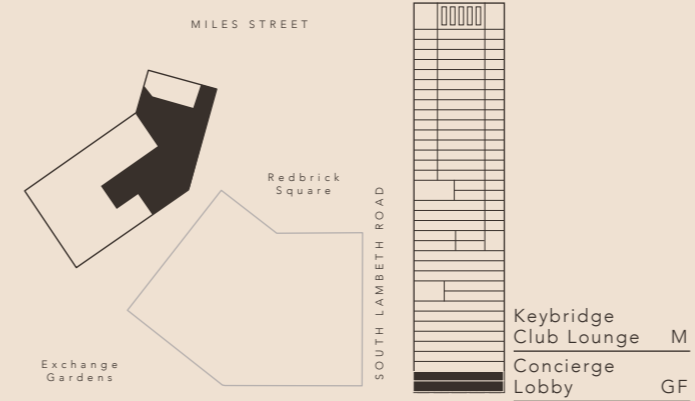 MILES STREET
Redbrick
Square
SOUTH LAMBETH ROAD
Exchange
Gardens
Keybridge
Club Lounge M
Concierge
Lobby GF